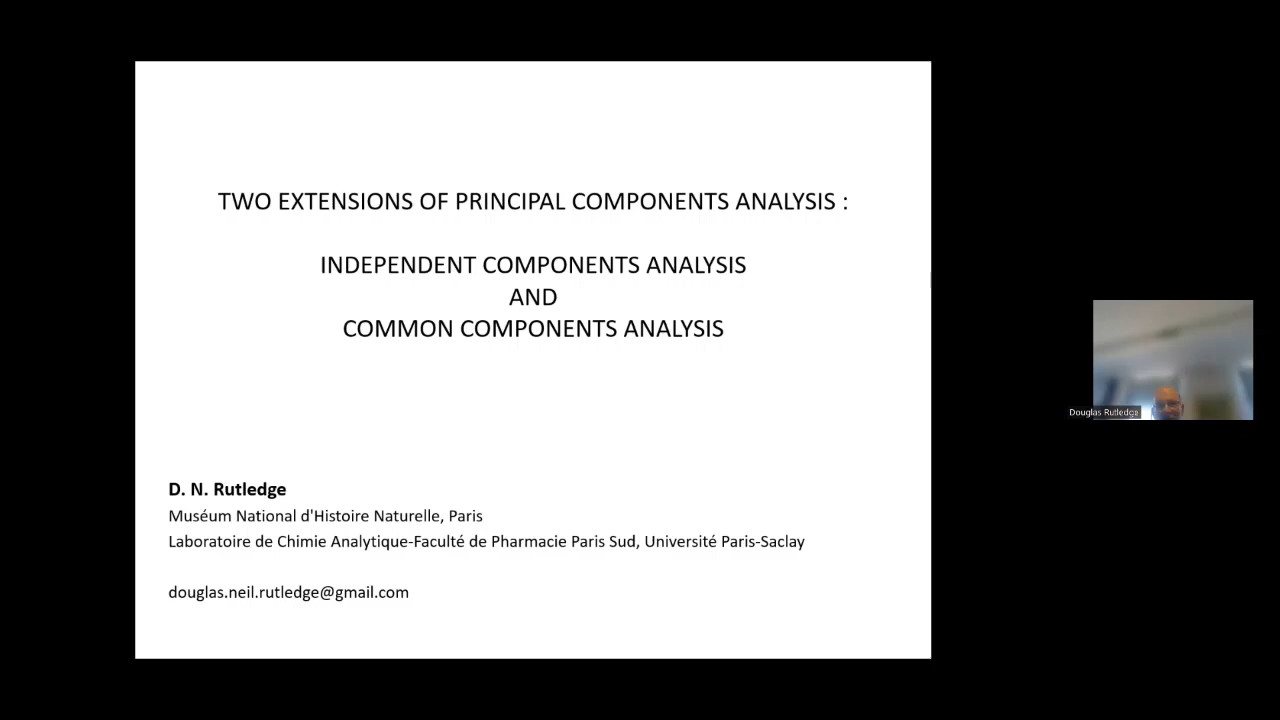 TWO EXTENSIONS OF PRINCIPAL COMPONENTS ANALYSIS :
INDEPENDENT COMPONENTS ANALYSIS
AND
COMMON COMPONENTS ANALYSIS
D. N. Rutledge
Muséum National d'Histoire Naturelle, Paris
Laboratoire de Chimie Analytique-Faculté de Pharmacie Paris Sud, Université Paris-Saclay
douglas.neil.rutledge@gmail.com
Douglas Rutledge